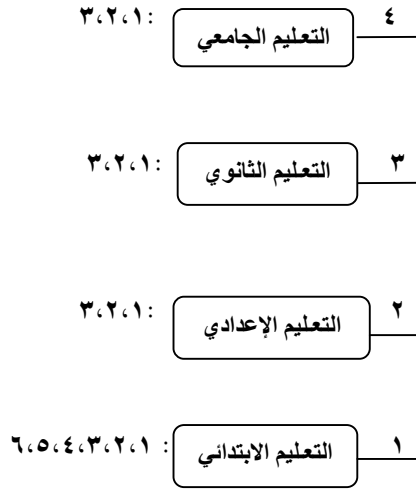 ٤ التعليم الجامعي : ١،٢،٣
٣ التعليم الثانوي : ١،٢،٣
٢ التعليم الإعدادي : ١،٢،٣
١ التعليم الابتدائي : ١،٢،٣،٤،٥،٦